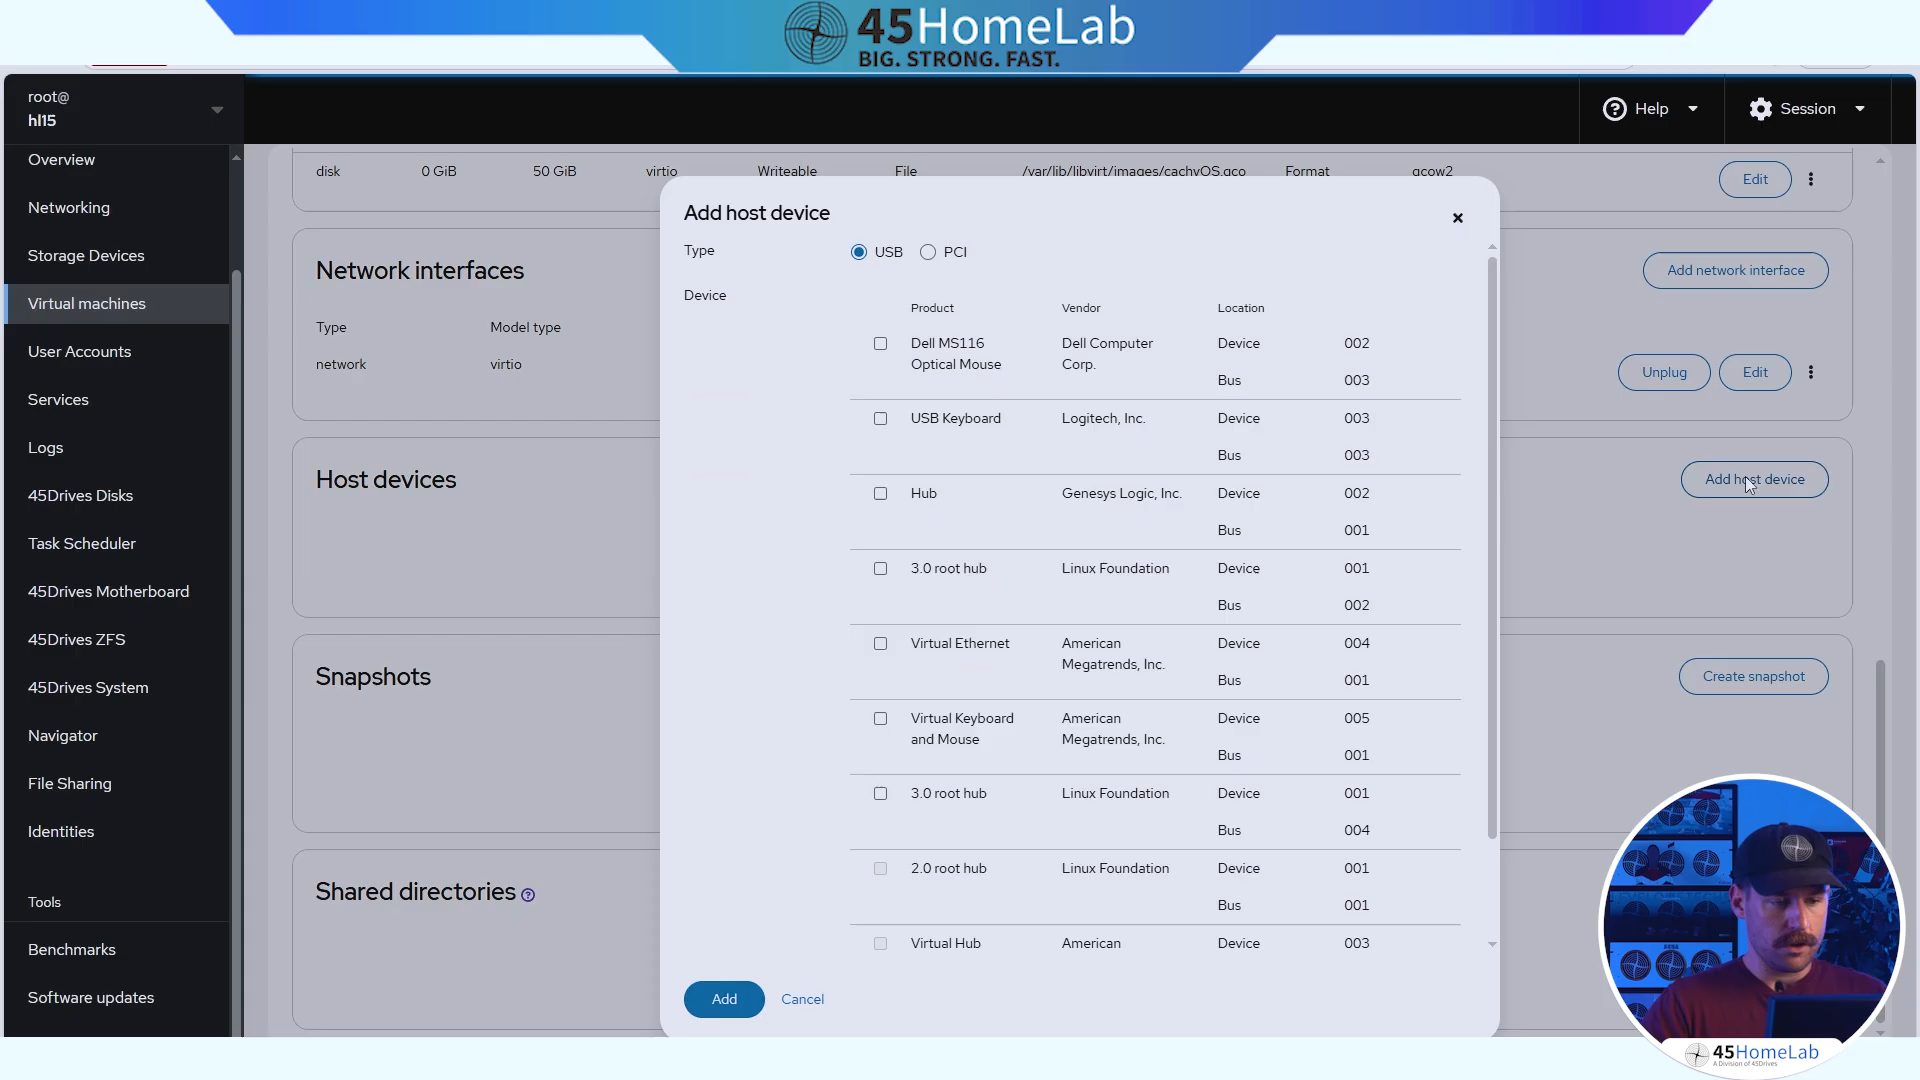 45HomeLab
BIG. STRONG. FAST.
root@
hl15
Help
Session
Overview
Networking
Storage Devices
Virtual machines
User Accounts
Services
Logs
45Drives Disks
Task Scheduler
45Drives Motherboard
45Drives ZFS
45Drives System
Navigator
File Sharing
Identities
Tools
Benchmarks
Software updates
disk 0 GiB 50 GiB virtio Writeable File /var/lib/libvirt/images/cachyOS.qco Format qcow2
Edit
Network interfaces
Add network interface
Type Model type
network virtio
Unplug Edit
Host devices
Add host device
Snapshots
Create snapshot
Shared directories
Add host device
Type USB PCI
Device
Product Vendor Location
Dell MS116 Dell Computer Device 002
Optical Mouse Corp.
Bus 003
USB Keyboard Logitech, Inc. Device 003
Bus 003
Hub Genesys Logic, Inc. Device 002
Bus 001
3.0 root hub Linux Foundation Device 001
Bus 002
Virtual Ethernet American Device 004
Megatrends, Inc.
Bus 001
Virtual Keyboard American Device 005
and Mouse Megatrends, Inc.
Bus 001
3.0 root hub Linux Foundation Device 001
Bus 004
2.0 root hub Linux Foundation Device 001
Bus 001
Virtual Hub American Device 003
Add Cancel
45HomeLab
A Division of 45Drives